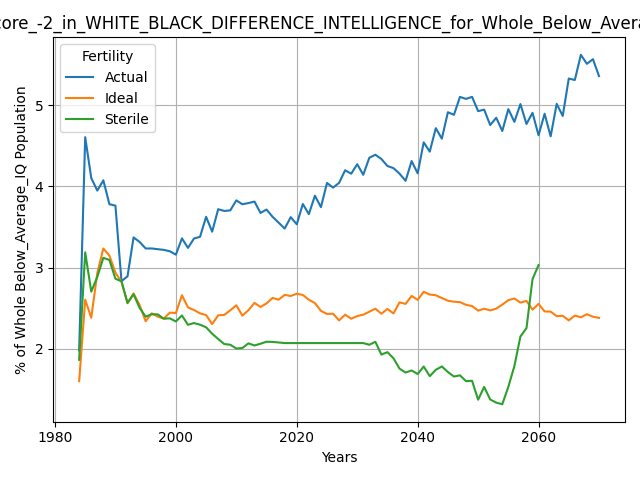 core_-2_in_WHITE_BLACK_DIFFERENCE_INTELLIGENCE_for_Whole_Below_Avera
Fertility
Actual
Ideal
Sterile
% of Whole Below_Average_IQ Population
5
4
3
2
1980
2000
2020
2040
2060
Years